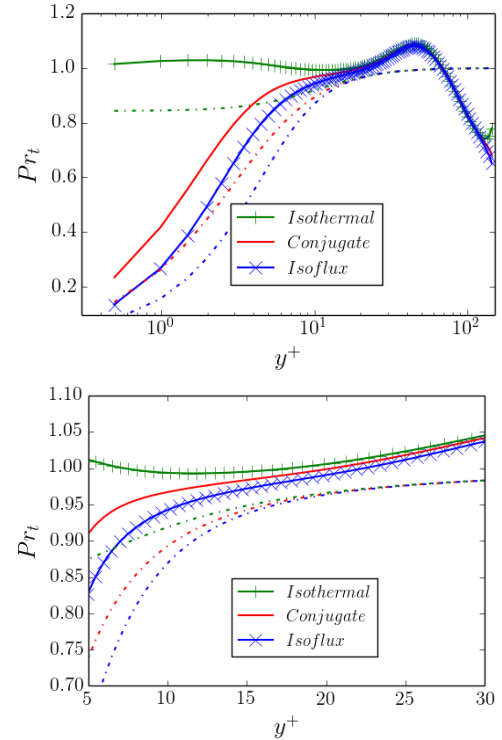 1.2
1.0
0.8
0.6
0.4
0.2
Pr_t
Isothermal
Conjugate
Isoflux
10^0 10^1 10^2
y^+
1.10
1.05
1.00
0.95
0.90
0.85
0.80
0.75
0.70
Pr_t
Isothermal
Conjugate
Isoflux
5 10 15 20 25 30
y^+